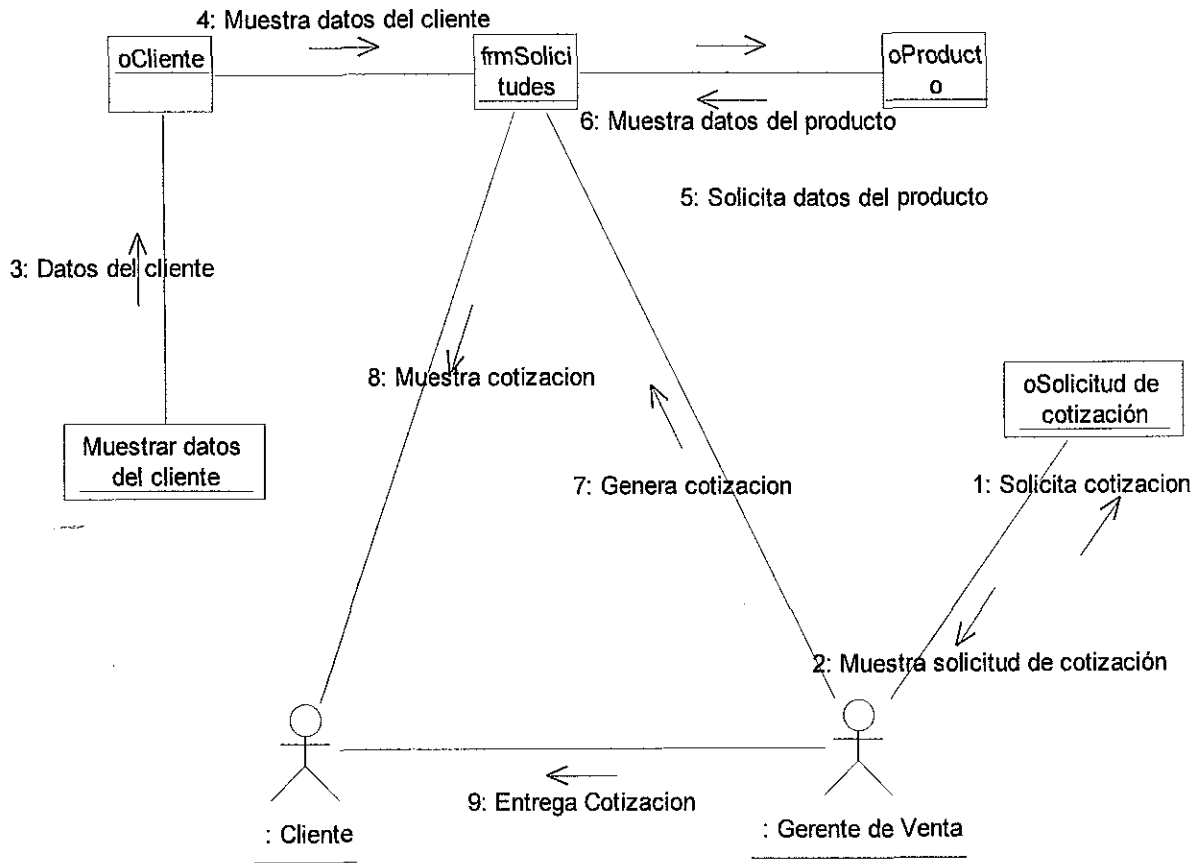 4: Muestra datos del cliente
oCliente
frmSolici
tudes
oProduct
o
6: Muestra datos del producto
5: Solicita datos del producto
3: Datos del cliente
8: Muestra cotizacion
oSolicitud de
cotización
Muestrar datos
del cliente
7: Genera cotizacion
1: Solicita cotizacion
2: Muestra solicitud de cotización
9: Entrega Cotizacion
: Cliente
: Gerente de Venta